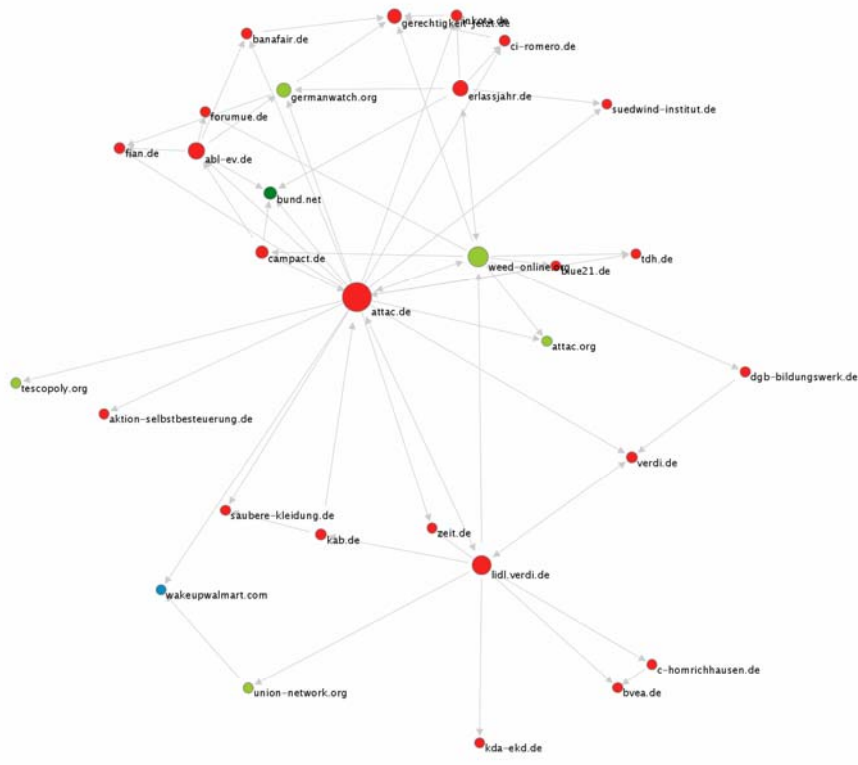 gerechtigkeit-jetzt.de
inkota.de
banafair.de
ci-romero.de
germanwatch.org
erlassjahr.de
suedwind-institut.de
forumue.de
fian.de
abl-ev.de
bund.net
campact.de
weed-online.org
blue21.de
tdh.de
attac.de
attac.org
dgb-bildungswerk.de
tescopoly.org
aktion-selbstbesteuerung.de
verdi.de
saubere-kleidung.de
zeit.de
kab.de
lidl.verdi.de
wakeupwalmart.com
c-homrichhausen.de
union-network.org
bvea.de
kda-ekd.de